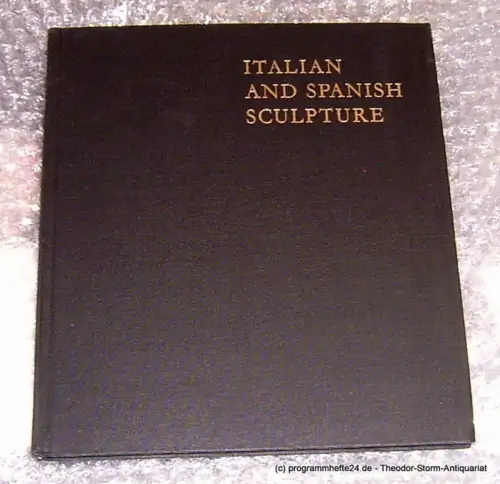 ITALIAN
AND SPANISH
SCULPTURE
(c) programmhefte24.de - Theodor-Storm-Antiquariat